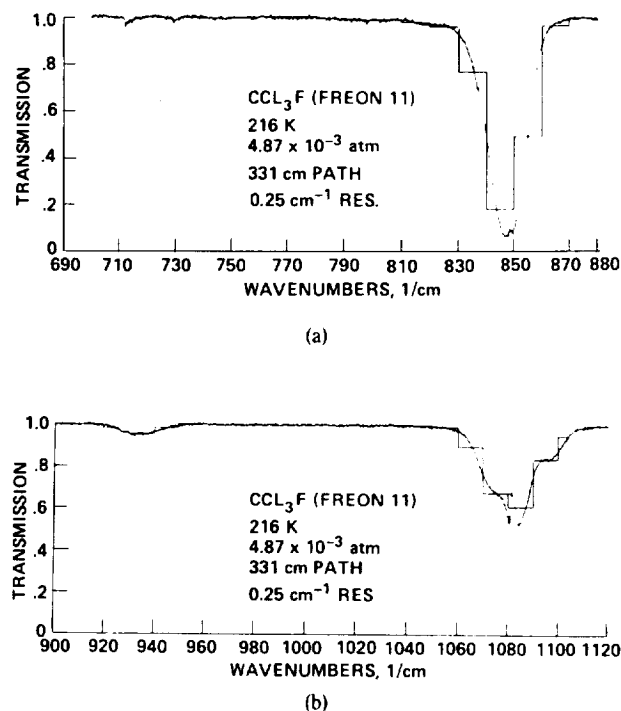 1.0
.8
.6
.4
.2
0
TRANSMISSION
CCL3F (FREON 11)
216 K
4.87 x 10−3 atm
331 cm PATH
0.25 cm−1 RES.
690 710 730 750 770 790 810 830 850 870 880
WAVENUMBERS, 1/cm
(a)
1.0
.8
.6
.4
.2
0
TRANSMISSION
CCL3F (FREON 11)
216 K
4.87 x 10−3 atm
331 cm PATH
0.25 cm−1 RES
900 920 940 960 980 1000 1020 1040 1060 1080 1100 1120
WAVENUMBERS, 1/cm
(b)